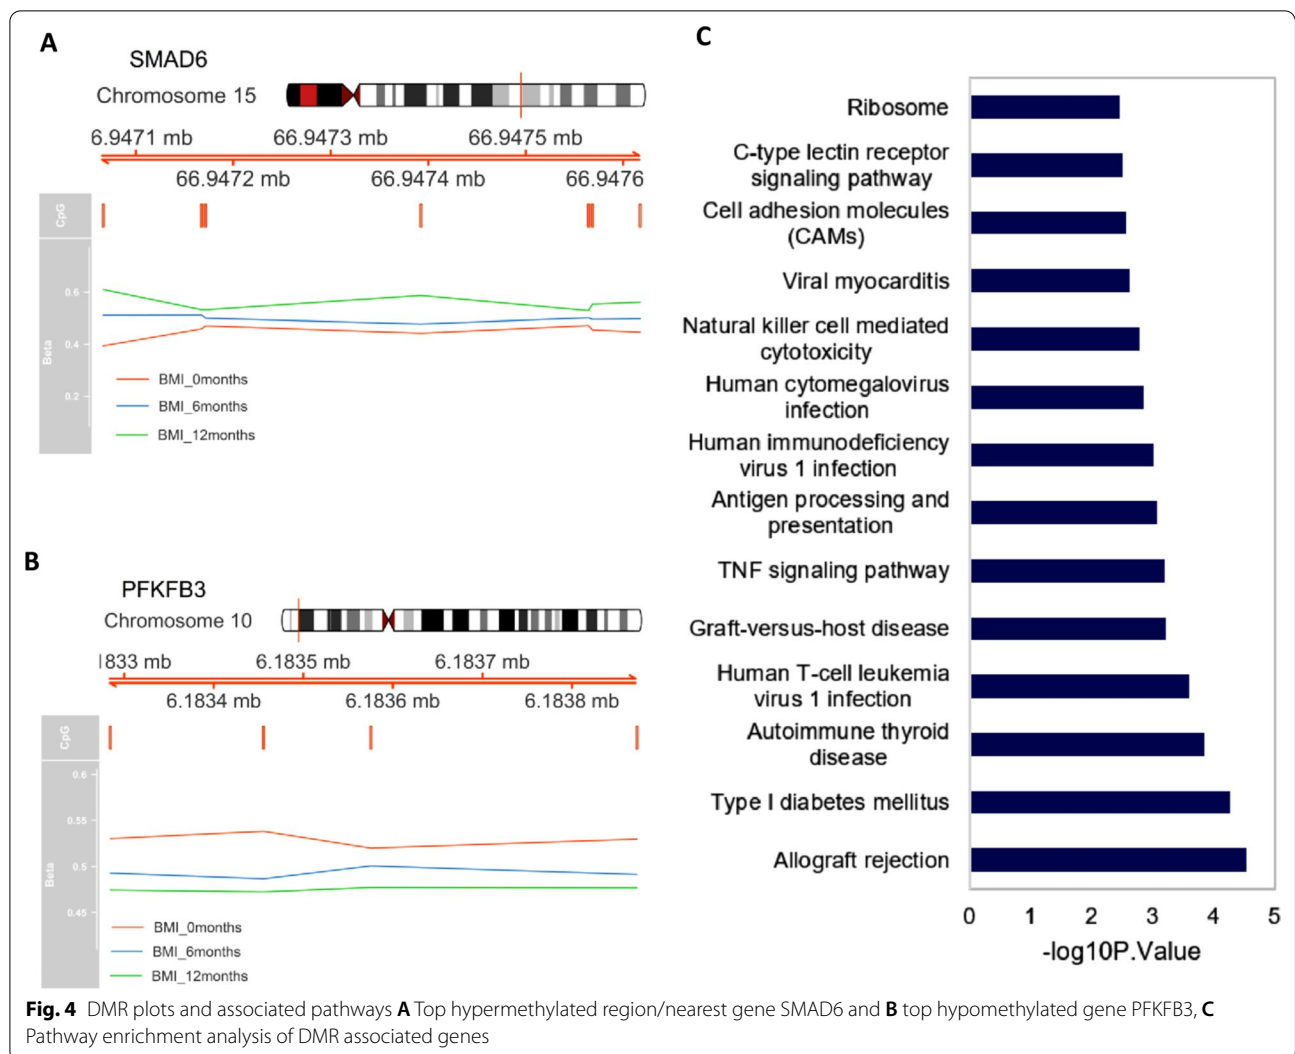 A
SMAD6
Chromosome 15
6.9471 mb
66.9473 mb
66.9475 mb
66.9472 mb
66.9474 mb
66.9476
CpG
Beta
0.6
0.4
0.2
BMI_0months
BMI_6months
BMI_12months
B
PFKFB3
Chromosome 10
833 mb
6.1835 mb
6.1837 mb
6.1834 mb
6.1836 mb
6.1838 mb
CpG
Beta
0.6
0.55
0.5
0.45
BMI_0months
BMI_6months
BMI_12months
C
Ribosome
C-type lectin receptor
signaling pathway
Cell adhesion molecules
(CAMs)
Viral myocarditis
Natural killer cell mediated
cytotoxicity
Human cytomegalovirus
infection
Human immunodeficiency
virus 1 infection
Antigen processing and
presentation
TNF signaling pathway
Graft-versus-host disease
Human T-cell leukemia
virus 1 infection
Autoimmune thyroid
disease
Type I diabetes mellitus
Allograft rejection
0 1 2 3 4 5
-log10P.Value
Fig. 4 DMR plots and associated pathways A Top hypermethylated region/nearest gene SMAD6 and B top hypomethylated gene PFKFB3, C
Pathway enrichment analysis of DMR associated genes